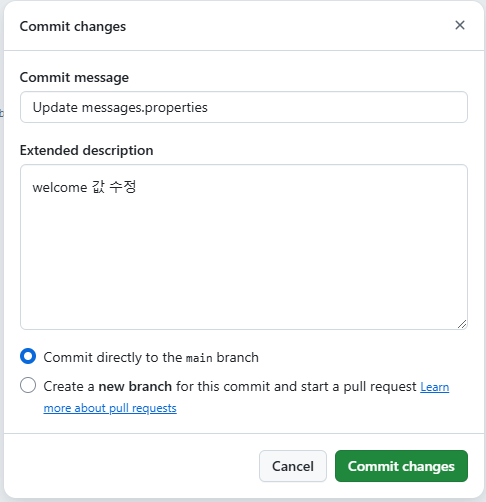 Commit changes
Commit message
Update messages.properties
Extended description
welcome 값 수정
Commit directly to the main branch
Create a new branch for this commit and start a pull request Learn
more about pull requests
Cancel
Commit changes